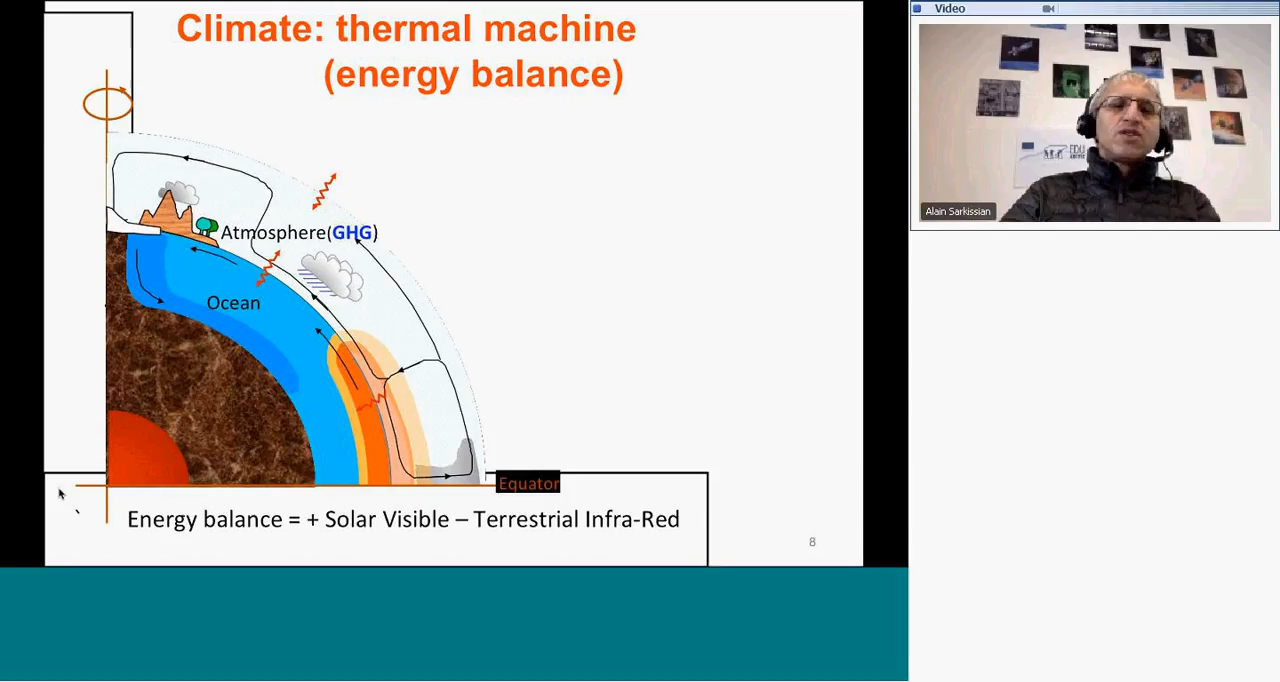 Climate: thermal machine
(energy balance)
Atmosphere(GHG)
Ocean
Equator
Energy balance = + Solar Visible – Terrestrial Infra-Red
8
Video
EDU
Alain Sarkissian